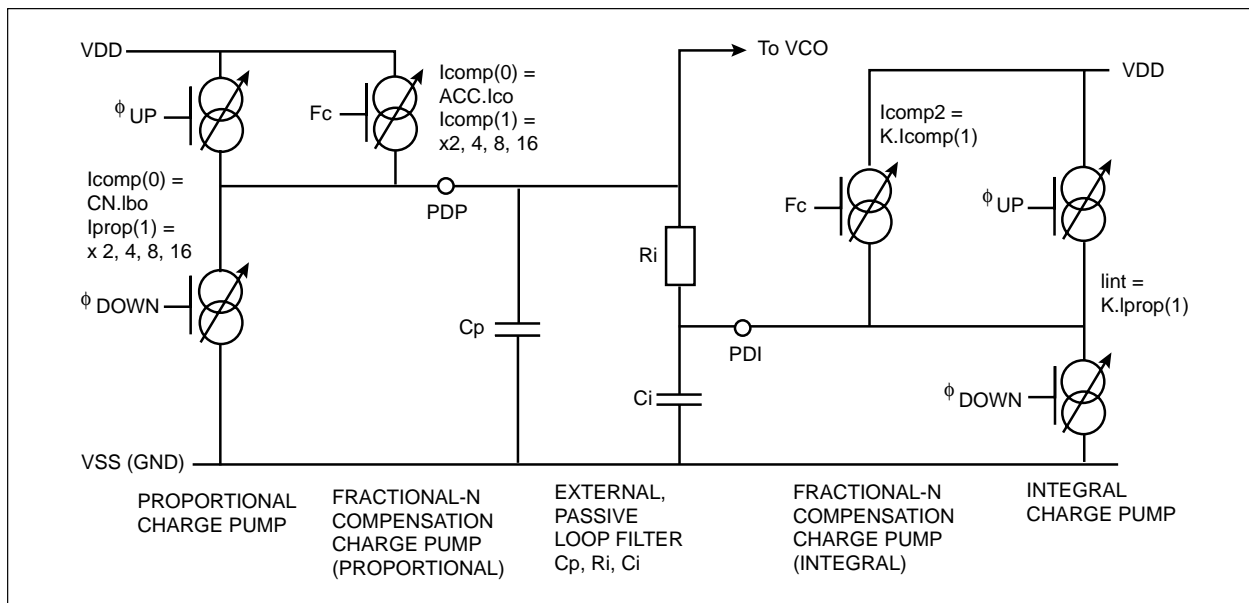 VDD
ϕ UP
Fc
Icomp(0) =
ACC.Ico
Icomp(1) =
x2, 4, 8, 16
To VCO
VDD
Icomp2 =
K.Icomp(1)
Icomp(0) =
CN.Ibo
Iprop(1) =
x 2, 4, 8, 16
PDP
Fc
ϕ UP
Ri
ϕ DOWN
Iint =
K.Iprop(1)
Cp
PDI
Ci
ϕ DOWN
VSS (GND)
PROPORTIONAL
CHARGE PUMP
FRACTIONAL-N
COMPENSATION
CHARGE PUMP
(PROPORTIONAL)
EXTERNAL,
PASSIVE
LOOP FILTER
Cp, Ri, Ci
FRACTIONAL-N
COMPENSATION
CHARGE PUMP
(INTEGRAL)
INTEGRAL
CHARGE PUMP